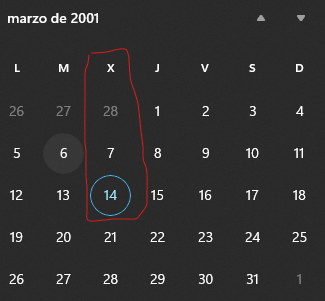 marzo de 2001
L M X J V S D
26 27 28 1 2 3 4
5 6 7 8 9 10 11
12 13 14 15 16 17 18
19 20 21 22 23 24 25
26 27 28 29 30 31 1